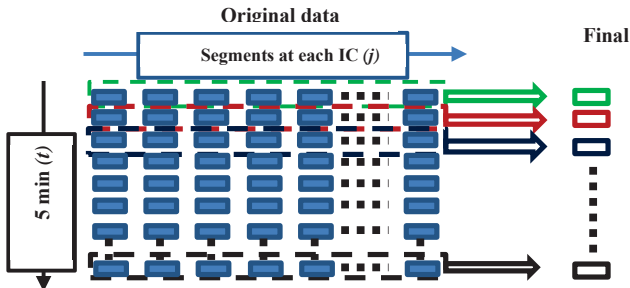 Original data
Final
Segments at each IC (j)
5 min (t)